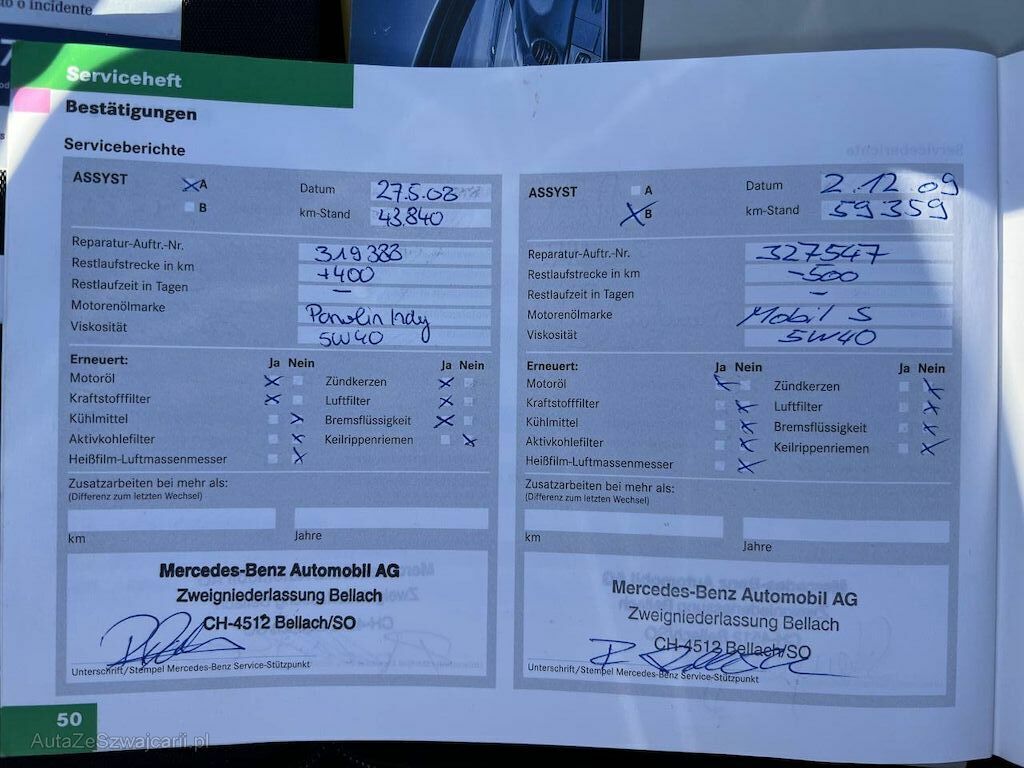 o incidente
Serviceheft
Bestätigungen
Serviceberichte
ASSYST
A
B
Datum 27.5.08
km-Stand 43.840
Reparatur-Auftr.-Nr. 319388
Restlaufstrecke in km +400
Restlaufzeit in Tagen —
Motorenölmarke Panolin Indy
Viskosität 5W40
Erneuert: Ja Nein Ja Nein
Motoröl Zündkerzen
Kraftstofffilter Luftfilter
Kühlmittel Bremsflüssigkeit
Aktivkohlefilter Keilrippenriemen
Heißfilm-Luftmassenmesser
Zusatzarbeiten bei mehr als:
(Differenz zum letzten Wechsel)
km Jahre
Mercedes-Benz Automobil AG
Zweigniederlassung Bellach
CH-4512 Bellach/SO
Unterschrift/Stempel Mercedes-Benz Service-Stützpunkt
ASSYST
A
B
Datum 2.12.09
km-Stand 59359
Reparatur-Auftr.-Nr. 327547
Restlaufstrecke in km -500
Restlaufzeit in Tagen –
Motorenölmarke Mobil S
Viskosität 5W40
Erneuert: Ja Nein Ja Nein
Motoröl Zündkerzen
Kraftstofffilter Luftfilter
Kühlmittel Bremsflüssigkeit
Aktivkohlefilter Keilrippenriemen
Heißfilm-Luftmassenmesser
Zusatzarbeiten bei mehr als:
(Differenz zum letzten Wechsel)
km Jahre
Mercedes-Benz Automobil AG
Zweigniederlassung Bellach
CH-4512 Bellach/SO
Unterschrift/Stempel Mercedes-Benz Service-Stützpunkt
50
AutaZeSzwajcarii.pl